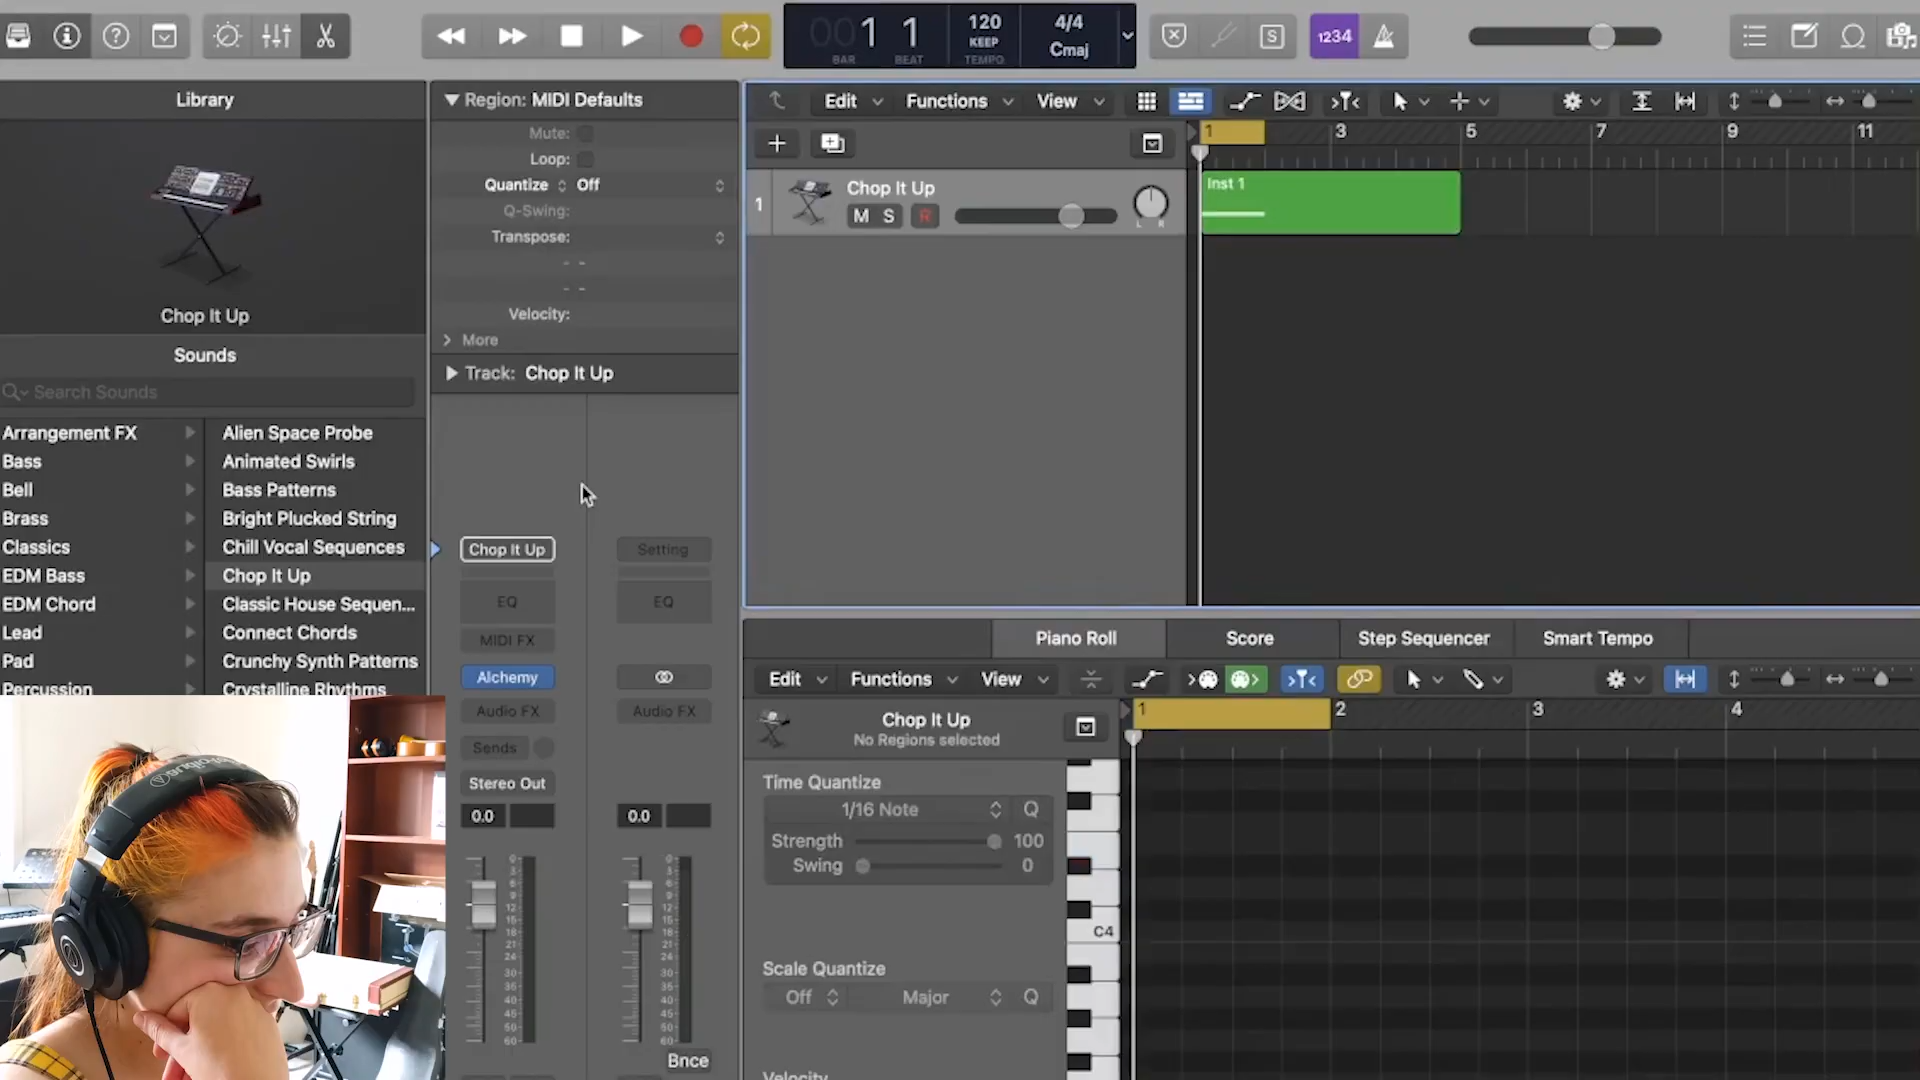 1 1
BAR BEAT
120
KEEP
TEMPO
4/4
Cmaj
S
1234
Library
Chop It Up
Sounds
Search Sounds
Arrangement FX
Bass
Bell
Brass
Classics
EDM Bass
EDM Chord
Lead
Pad
Percussion
Alien Space Probe
Animated Swirls
Bass Patterns
Bright Plucked String
Chill Vocal Sequences
Chop It Up
Classic House Sequen...
Connect Chords
Crunchy Synth Patterns
Crystalline Rhythms
Region: MIDI Defaults
Mute:
Loop:
Quantize Off
Q-Swing:
Transpose:
Velocity:
More
Track: Chop It Up
Chop It Up
EQ
MIDI FX
Alchemy
Audio FX
Sends
Stereo Out
0.0
Setting
EQ
Audio FX
0.0
Bnce
Edit Functions View
1 3 5 7 9 11
1 Chop It Up
M S R
L R
Inst 1
Piano Roll Score Step Sequencer Smart Tempo
Edit Functions View
1 2 3 4
Chop It Up
No Regions selected
Time Quantize
1/16 Note Q
Strength 100
Swing 0
Scale Quantize
Off Major Q
Velocity
C4